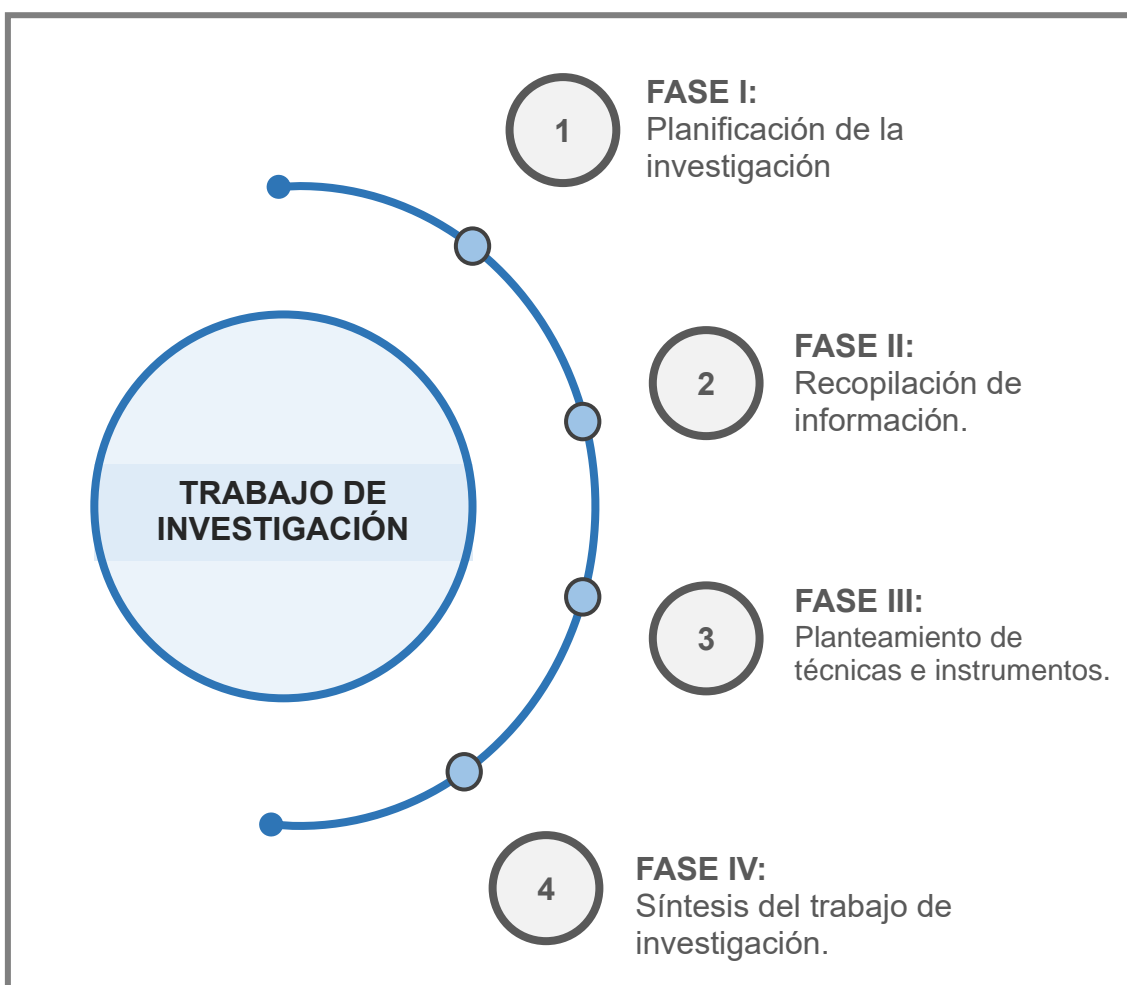 1
FASE I:
Planificación de la
investigación
2
FASE II:
Recopilación de
información.
TRABAJO DE
INVESTIGACIÓN
3
FASE III:
Planteamiento de
técnicas e instrumentos.
4
FASE IV:
Síntesis del trabajo de
investigación.